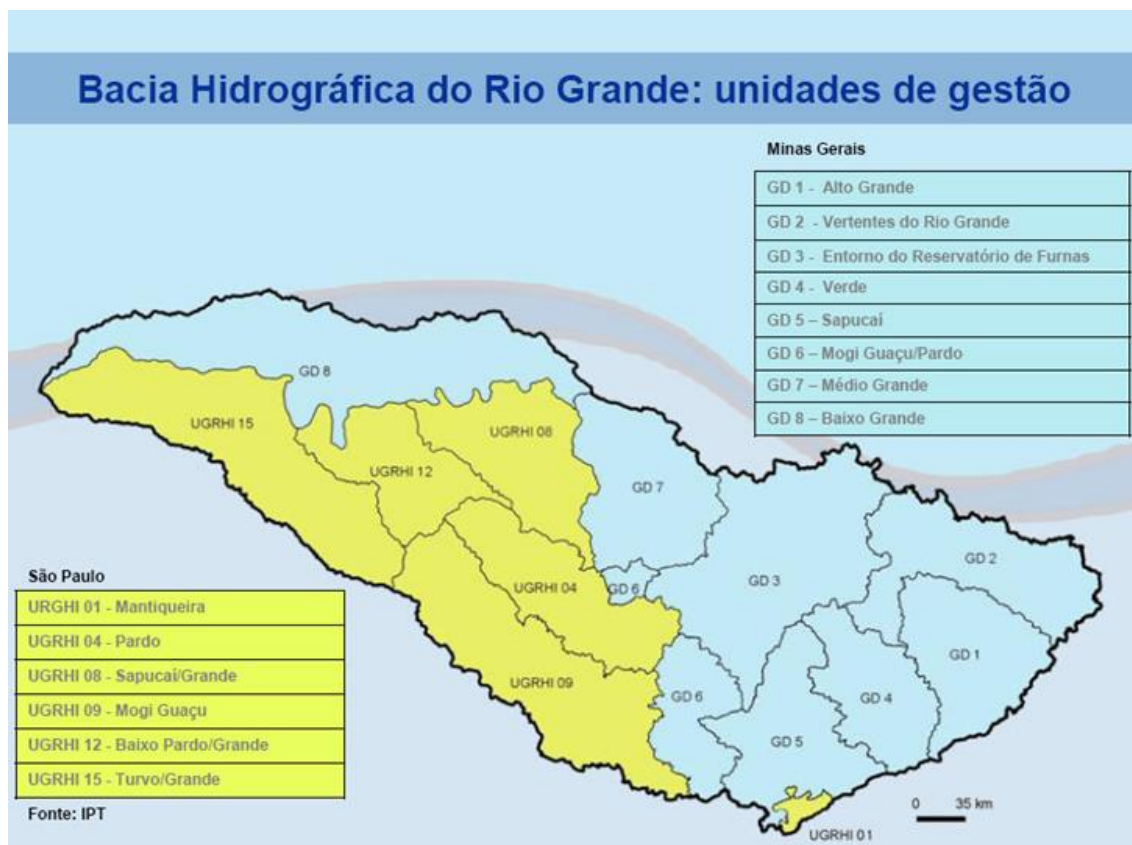 Bacia Hidrográfica do Rio Grande: unidades de gestão
Minas Gerais
GD 1 - Alto Grande
GD 2 - Vertentes do Rio Grande
GD 3 - Entorno do Reservatório de Furnas
GD 4 - Verde
GD 5 – Sapucaí
GD 6 – Mogi Guaçu/Pardo
GD 7 – Médio Grande
GD 8 – Baixo Grande
GD 8
UGRHI 15
UGRHI 08
UGRHI 12
GD 7
GD 2
GD 3
GD 6
UGRHI 04
GD 1
UGRHI 09
GD 6
GD 4
GD 5
São Paulo
URGHI 01 - Mantiqueira
UGRHI 04 - Pardo
UGRHI 08 - Sapucaí/Grande
UGRHI 09 - Mogi Guaçu
UGRHI 12 - Baixo Pardo/Grande
UGRHI 15 - Turvo/Grande
Fonte: IPT
0 35 km
UGRHI 01